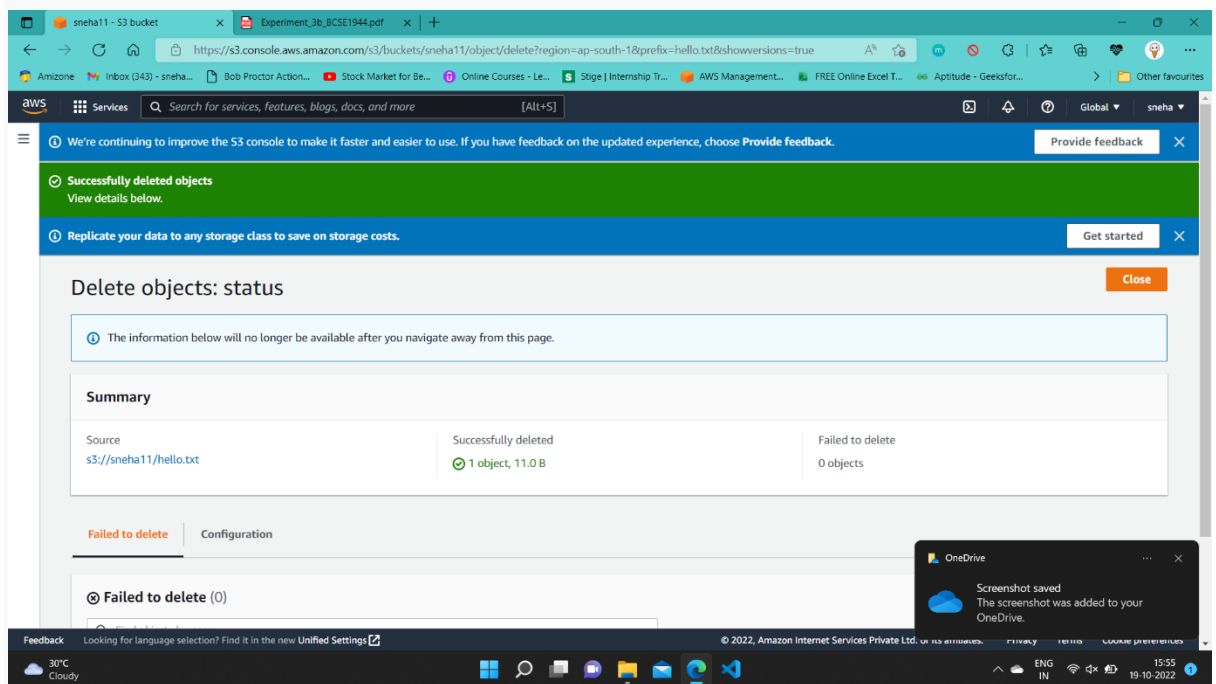 sneha11 - S3 bucket
Experiment_3b_BCSE1944.pdf
https://s3.console.aws.amazon.com/s3/buckets/sneha11/object/delete?region=ap-south-1&prefix=hello.txt&showversions=true
Amizone
Inbox (343) - sneha...
Bob Proctor Action...
Stock Market for Be...
Online Courses - Le...
Stige | Internship Tr...
AWS Management...
FREE Online Excel T...
Aptitude - Geeksfor...
Other favourites
aws
Services
Search for services, features, blogs, docs, and more
[Alt+S]
Global
sneha
We're continuing to improve the S3 console to make it faster and easier to use. If you have feedback on the updated experience, choose Provide feedback.
Provide feedback
Successfully deleted objects
View details below.
Replicate your data to any storage class to save on storage costs.
Get started
Delete objects: status
Close
The information below will no longer be available after you navigate away from this page.
Summary
Source
s3://sneha11/hello.txt
Successfully deleted
1 object, 11.0 B
Failed to delete
0 objects
Failed to delete
Configuration
OneDrive
Screenshot saved
The screenshot was added to your
OneDrive.
Failed to delete (0)
Feedback
Looking for language selection? Find it in the new Unified Settings
© 2022, Amazon Internet Services Private Ltd. or its affiliates.
Privacy
Terms
Cookie preferences
30°C
Cloudy
ENG
IN
15:55
19-10-2022
1